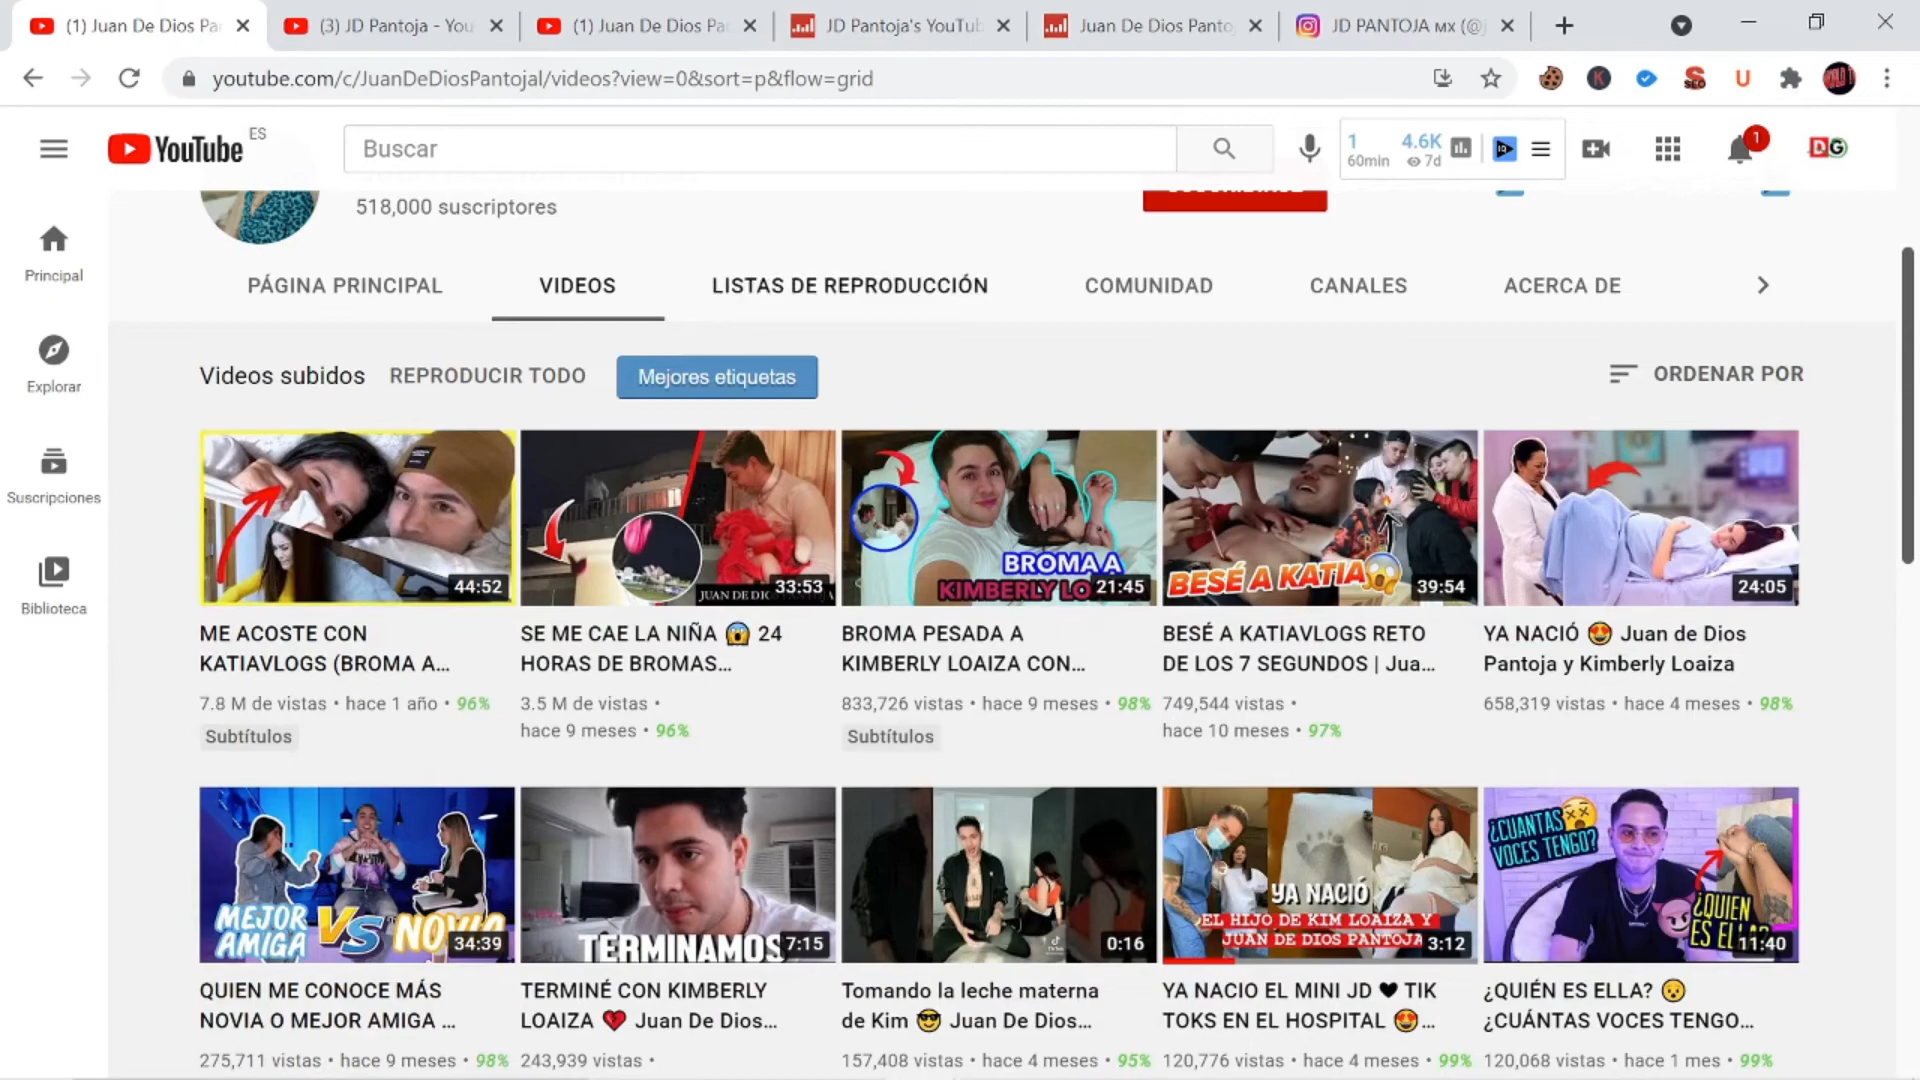 (1) Juan De Dios Pa
(3) JD Pantoja - You
(1) Juan De Dios Pa
JD Pantoja's YouTub
Juan De Dios Panto
JD PANTOJA мx (@j
youtube.com/c/JuanDeDiosPantojal/videos?view=0&sort=p&flow=grid
YouTube ES
Buscar
1 4.6K
60min 7d
1
DG
518,000 suscriptores
Principal
Explorar
Suscripciones
Biblioteca
PÁGINA PRINCIPAL VIDEOS LISTAS DE REPRODUCCIÓN COMUNIDAD CANALES ACERCA DE
Videos subidos REPRODUCIR TODO Mejores etiquetas ORDENAR POR
44:52
JUAN DE DIOS PANTOJA
33:53
BROMA A
KIMBERLY LO
21:45
BESÉ A KATIA😱
39:54
24:05
ME ACOSTE CON
KATIAVLOGS (BROMA A...
7.8 M de vistas • hace 1 año • 96%
Subtítulos
SE ME CAE LA NIÑA 😱 24
HORAS DE BROMAS...
3.5 M de vistas •
hace 9 meses • 96%
BROMA PESADA A
KIMBERLY LOAIZA CON...
833,726 vistas • hace 9 meses • 98%
Subtítulos
BESÉ A KATIAVLOGS RETO
DE LOS 7 SEGUNDOS | Jua...
749,544 vistas •
hace 10 meses • 97%
YA NACIÓ 😍 Juan de Dios
Pantoja y Kimberly Loaiza
658,319 vistas • hace 4 meses • 98%
MEJOR
AMIGA VS NOVIA
34:39
TERMINAMOS
7:15
0:16
YA NACIÓ
EL HIJO DE KIM LOAIZA Y
JUAN DE DIOS PANTOJA
3:12
¿CUANTAS
VOCES TENGO?
¿QUIEN
ES EL
11:40
QUIEN ME CONOCE MÁS
NOVIA O MEJOR AMIGA ...
275,711 vistas • hace 9 meses • 98%
TERMINÉ CON KIMBERLY
LOAIZA 💔 Juan De Dios...
243,939 vistas •
Tomando la leche materna
de Kim 😎 Juan De Dios...
157,408 vistas • hace 4 meses • 95%
YA NACIO EL MINI JD 🖤 TIK
TOKS EN EL HOSPITAL 😍...
120,776 vistas • hace 4 meses • 99%
¿QUIÉN ES ELLA? 😯
¿CUÁNTAS VOCES TENGO...
120,068 vistas • hace 1 mes • 99%